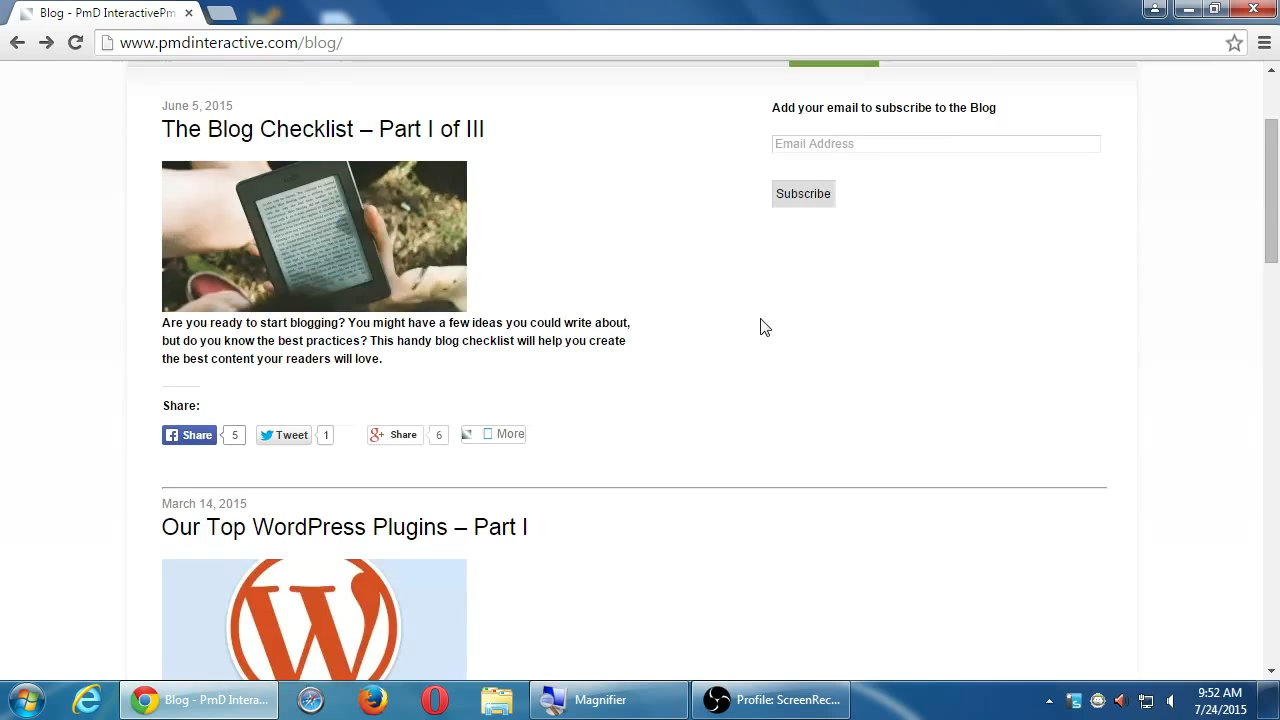 Blog - PmD InteractivePm
www.pmdinteractive.com/blog/
June 5, 2015
The Blog Checklist – Part I of III
Add your email to subscribe to the Blog
Email Address
Subscribe
Are you ready to start blogging? You might have a few ideas you could write about,
but do you know the best practices? This handy blog checklist will help you create
the best content your readers will love.
Share:
Share 5 Tweet 1 Share 6 More
March 14, 2015
Our Top WordPress Plugins – Part I
Blog - PmD Intera... Magnifier Profile: ScreenRec...
9:52 AM
7/24/2015